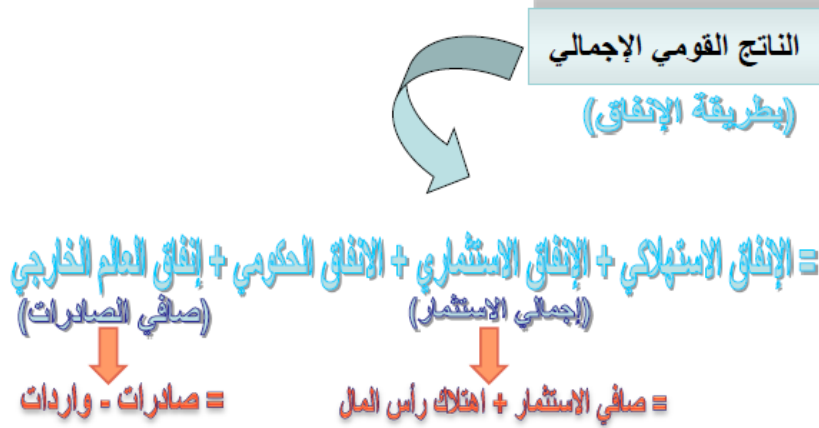 الناتج القومي الإجمالي
(بطريقة الإنفاق)
= الإنفاق الاستهلاكي + الإنفاق الاستثماري + الانفاق الحكومي + إنفاق العالم الخارجي
(إجمالي الاستثمار)
(صافي الصادرات)
= صافي الاستثمار + اهتلاك رأس المال
= صادرات - واردات